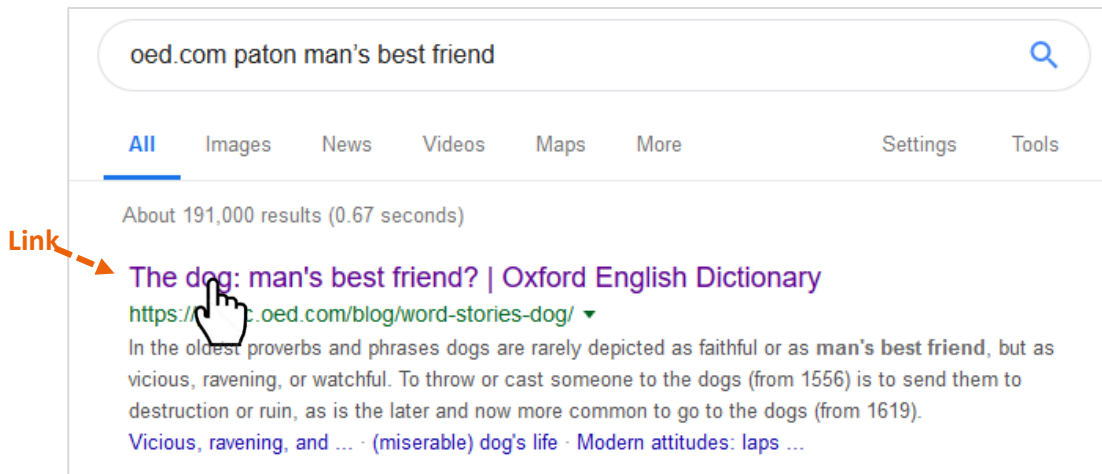 oed.com paton man’s best friend
All Images News Videos Maps More Settings Tools
About 191,000 results (0.67 seconds)
Link
The dog: man's best friend? | Oxford English Dictionary
https:// c.oed.com/blog/word-stories-dog/
In the oldest proverbs and phrases dogs are rarely depicted as faithful or as man's best friend, but as
vicious, ravening, or watchful. To throw or cast someone to the dogs (from 1556) is to send them to
destruction or ruin, as is the later and now more common to go to the dogs (from 1619).
Vicious, ravening, and ... · (miserable) dog's life · Modern attitudes: laps ...